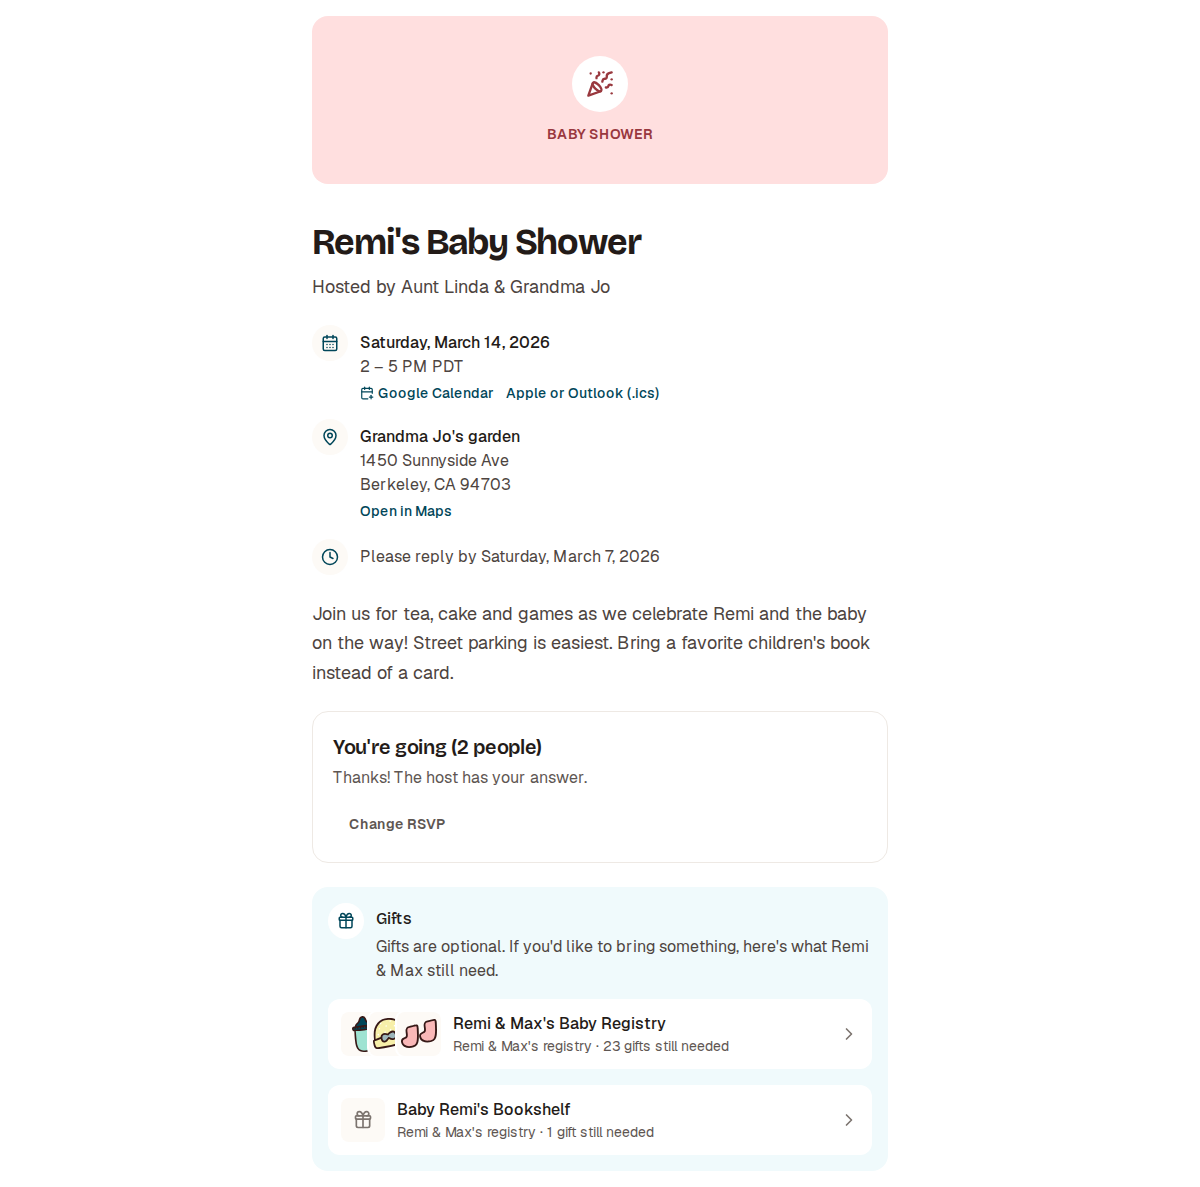 BABY SHOWER
Remi's Baby Shower
Hosted by Aunt Linda & Grandma Jo
Saturday, March 14, 2026
2 – 5 PM PDT
Google Calendar Apple or Outlook (.ics)
Grandma Jo's garden
1450 Sunnyside Ave
Berkeley, CA 94703
Open in Maps
Please reply by Saturday, March 7, 2026
Join us for tea, cake and games as we celebrate Remi and the baby
on the way! Street parking is easiest. Bring a favorite children's book
instead of a card.
You're going (2 people)
Thanks! The host has your answer.
Change RSVP
Gifts
Gifts are optional. If you'd like to bring something, here's what Remi
& Max still need.
Remi & Max's Baby Registry
Remi & Max's registry · 23 gifts still needed
Baby Remi's Bookshelf
Remi & Max's registry · 1 gift still needed